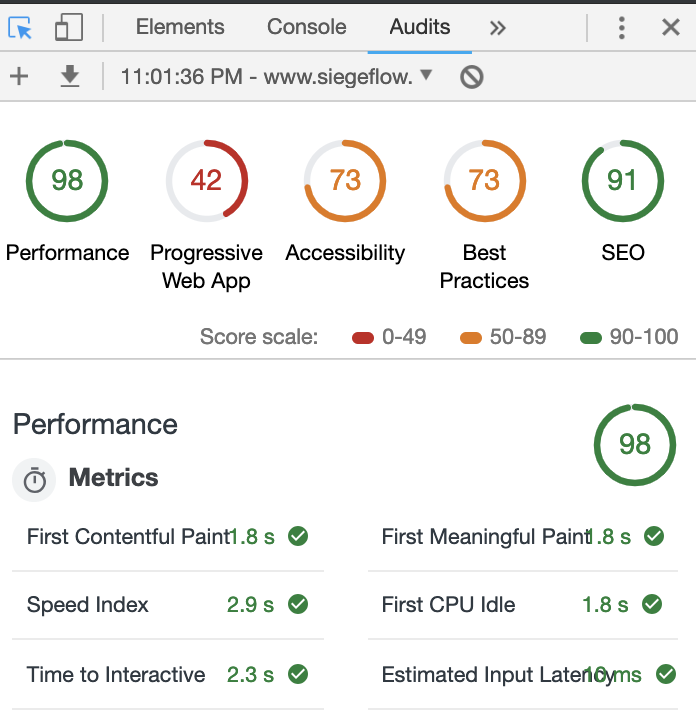 Elements Console Audits »
11:01:36 PM - www.siegeflow. ▼
98 42 73 73 91
Performance Progressive Web App Accessibility Best Practices SEO
Score scale: 0-49 50-89 90-100
Performance 98
Metrics
First Contentful Paint 1.8 s First Meaningful Paint 1.8 s
Speed Index 2.9 s First CPU Idle 1.8 s
Time to Interactive 2.3 s Estimated Input Latency 10 ms